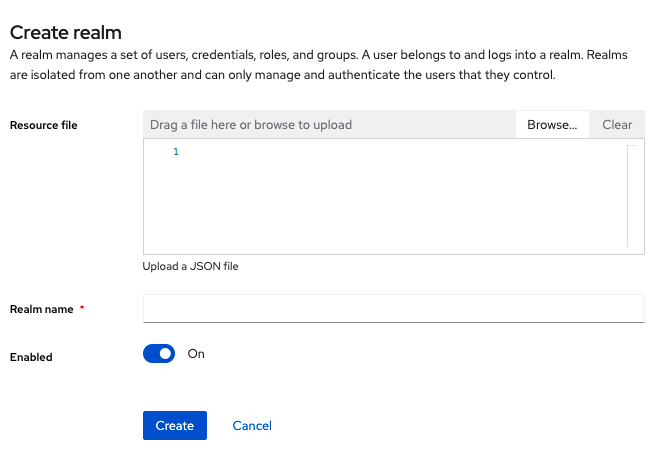 Create realm
A realm manages a set of users, credentials, roles, and groups. A user belongs to and logs into a realm. Realms
are isolated from one another and can only manage and authenticate the users that they control.
Resource file
Drag a file here or browse to upload
Browse...
Clear
1
Upload a JSON file
Realm name *
Enabled
On
Create
Cancel